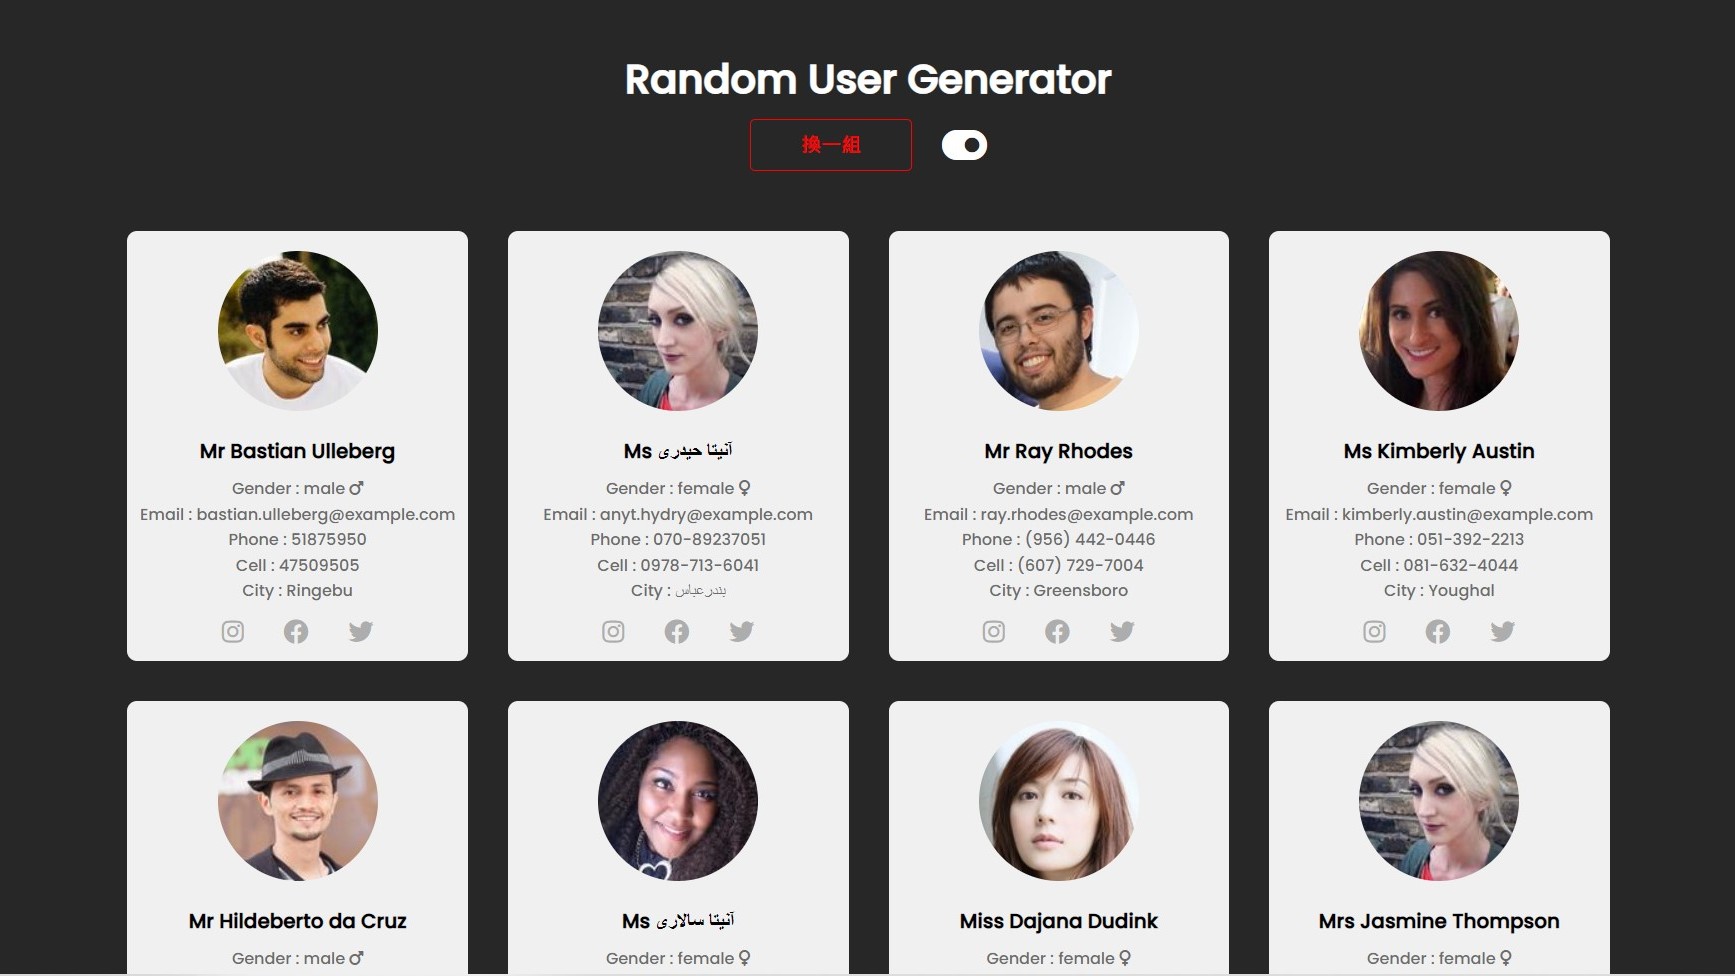 Random User Generator
換一組
Mr Bastian Ulleberg
Gender : male ♂
Email : bastian.ulleberg@example.com
Phone : 51875950
Cell : 47509505
City : Ringebu
Ms آنیتا حیدری
Gender : female ♀
Email : anyt.hydry@example.com
Phone : 070-89237051
Cell : 0978-713-6041
City : بندرعباس
Mr Ray Rhodes
Gender : male ♂
Email : ray.rhodes@example.com
Phone : (956) 442-0446
Cell : (607) 729-7004
City : Greensboro
Ms Kimberly Austin
Gender : female ♀
Email : kimberly.austin@example.com
Phone : 051-392-2213
Cell : 081-632-4044
City : Youghal
Mr Hildeberto da Cruz
Gender : male ♂
Ms آنیتا سالاری
Gender : female ♀
Miss Dajana Dudink
Gender : female ♀
Mrs Jasmine Thompson
Gender : female ♀